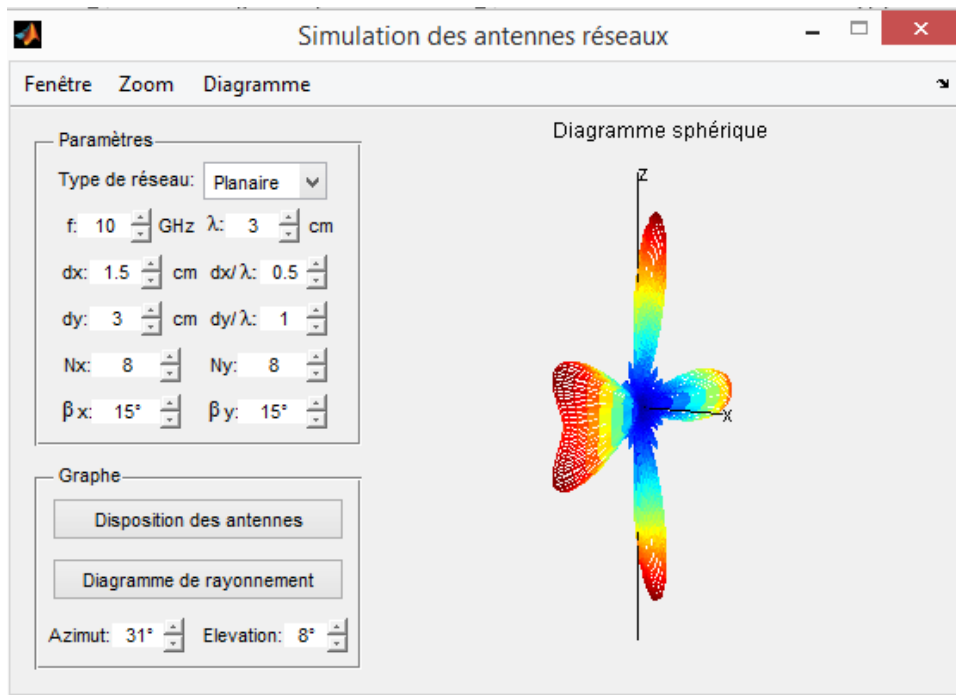 Simulation des antennes réseaux
Fenêtre Zoom Diagramme
Paramètres
Type de réseau: Planaire
f: 10 GHz λ: 3 cm
dx: 1.5 cm dx/λ: 0.5
dy: 3 cm dy/λ: 1
Nx: 8 Ny: 8
βx: 15° βy: 15°
Graphe
Disposition des antennes
Diagramme de rayonnement
Azimut: 31° Elevation: 8°
Diagramme sphérique
Z
X